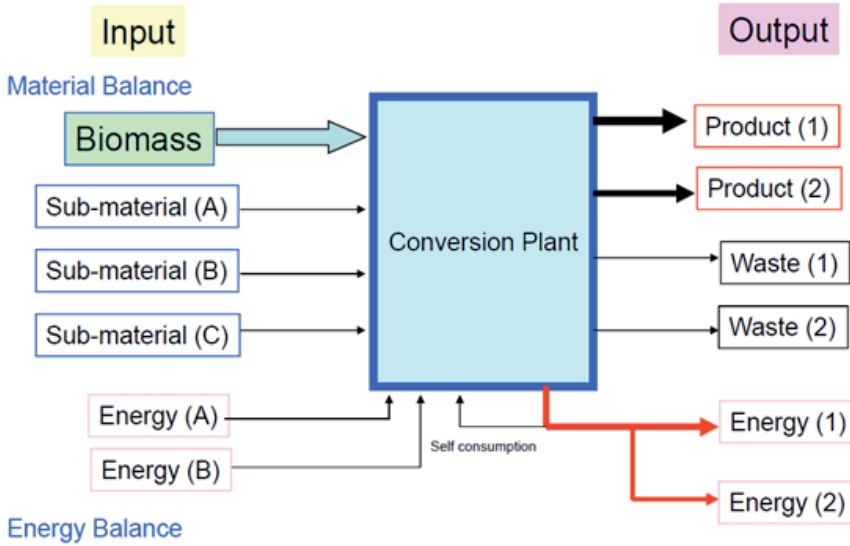 Input
Output
Material Balance
Biomass
Product (1)
Sub-material (A)
Product (2)
Conversion Plant
Sub-material (B)
Waste (1)
Sub-material (C)
Waste (2)
Energy (A)
Energy (1)
Self consumption
Energy (B)
Energy (2)
Energy Balance